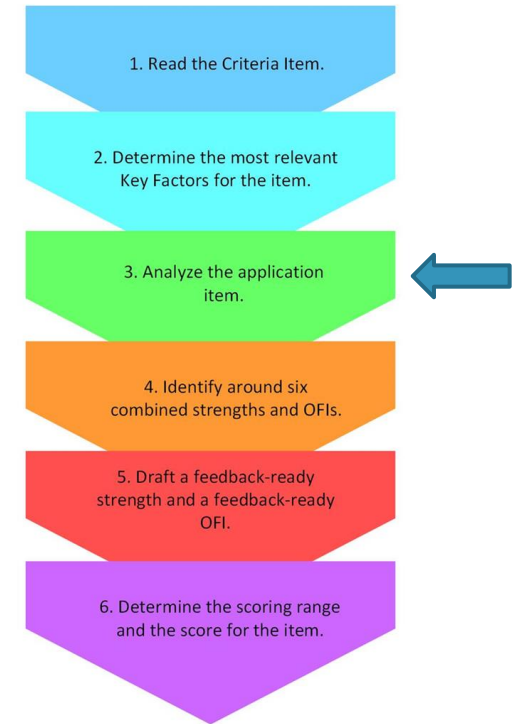 1. Read the Criteria Item.
2. Determine the most relevant
Key Factors for the item.
3. Analyze the application
item.
4. Identify around six
combined strengths and OFIs.
5. Draft a feedback-ready
strength and a feedback-ready
OFI.
6. Determine the scoring range
and the score for the item.